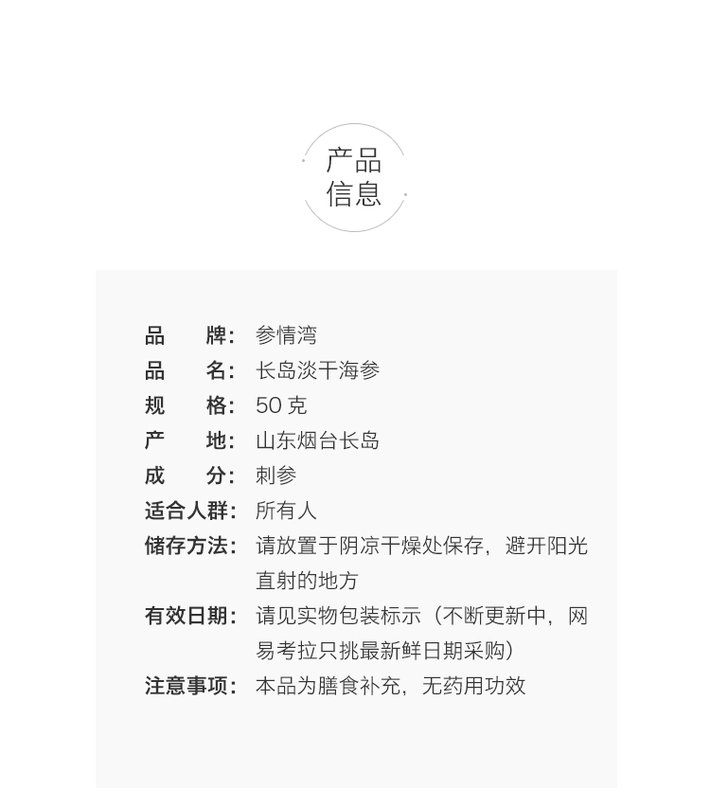 产品
信息
品 牌： 参情湾
品 名： 长岛淡干海参
规 格： 50 克
产 地： 山东烟台长岛
成 分： 刺参
适合人群： 所有人
储存方法： 请放置于阴凉干燥处保存，避开阳光
直射的地方
有效日期： 请见实物包装标示（不断更新中，网
易考拉只挑最新鲜日期采购）
注意事项： 本品为膳食补充，无药用功效